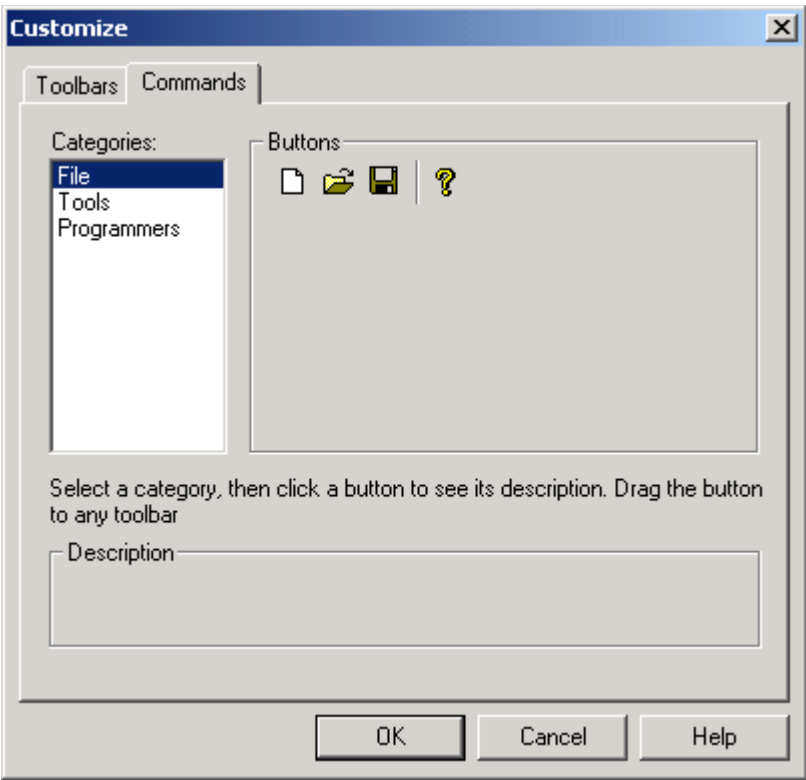 Customize
Toolbars
Commands
Categories:
File
Tools
Programmers
Buttons
Select a category, then click a button to see its description. Drag the button
to any toolbar
Description
OK
Cancel
Help